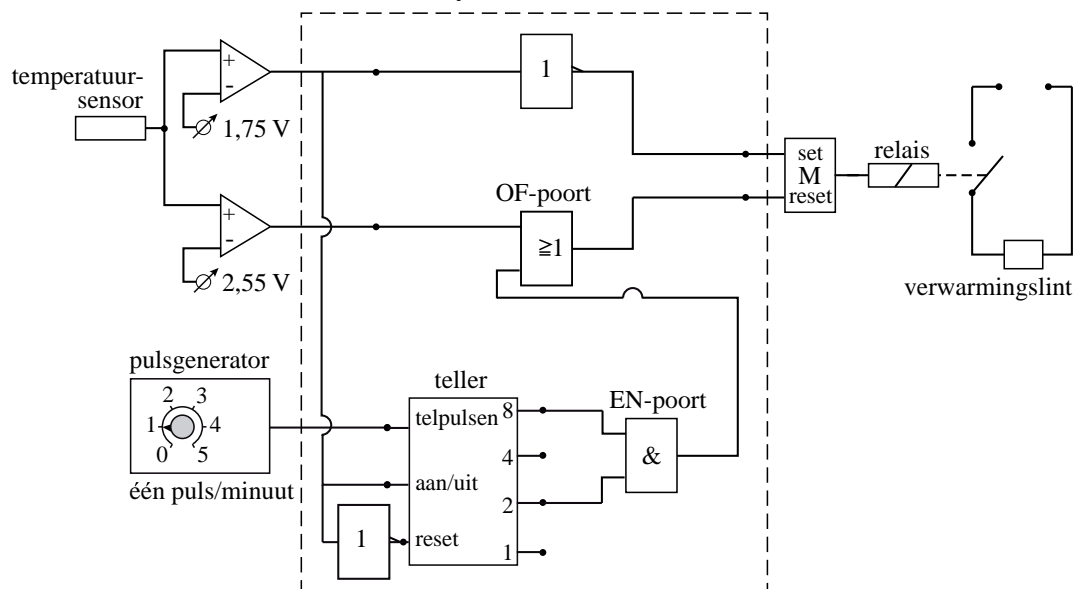 temperatuur-
sensor
+
-
1,75 V
+
-
2,55 V
1
OF-poort
≧1
set
M
reset
relais
verwarmingslint
pulsgenerator
0
1
2
3
4
5
één puls/minuut
teller
telpulsen
aan/uit
reset
8
4
2
1
1
EN-poort
&